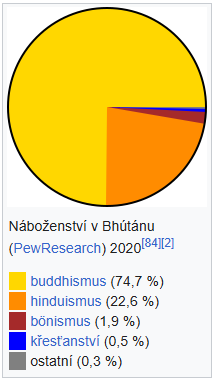 Náboženství v Bhútánu
(PewResearch) 2020[84][2]
buddhismus (74,7 %)
hinduismus (22,6 %)
bönismus (1,9 %)
křesťanství (0,5 %)
ostatní (0,3 %)